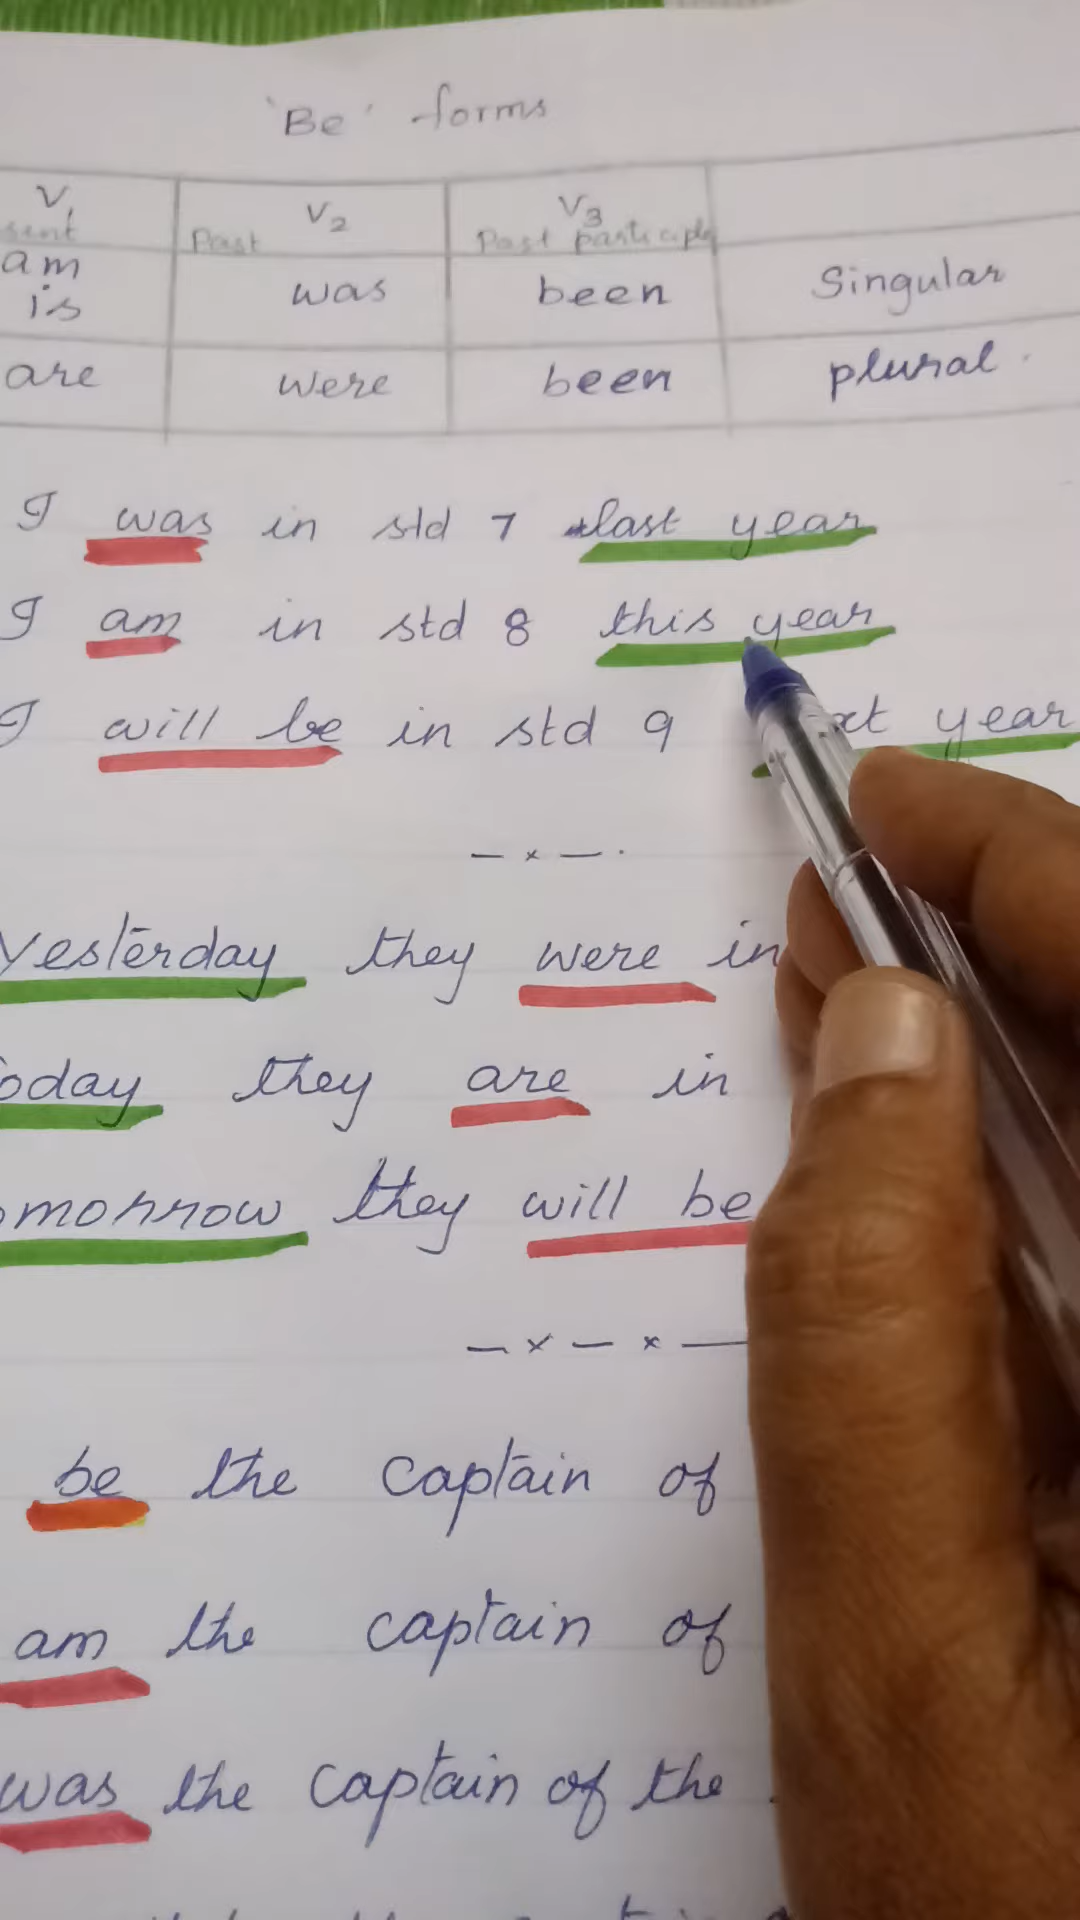 'Be' forms
V1 V2 V3
sent Past Past participle
am
is was been Singular
are were been plural
I was in std 7 last year
I am in std 8 this year
I will be in std 9 year
Yesterday they were in
oday they are in
omorrow they will be
be the captain of
am the captain of
was the captain of the